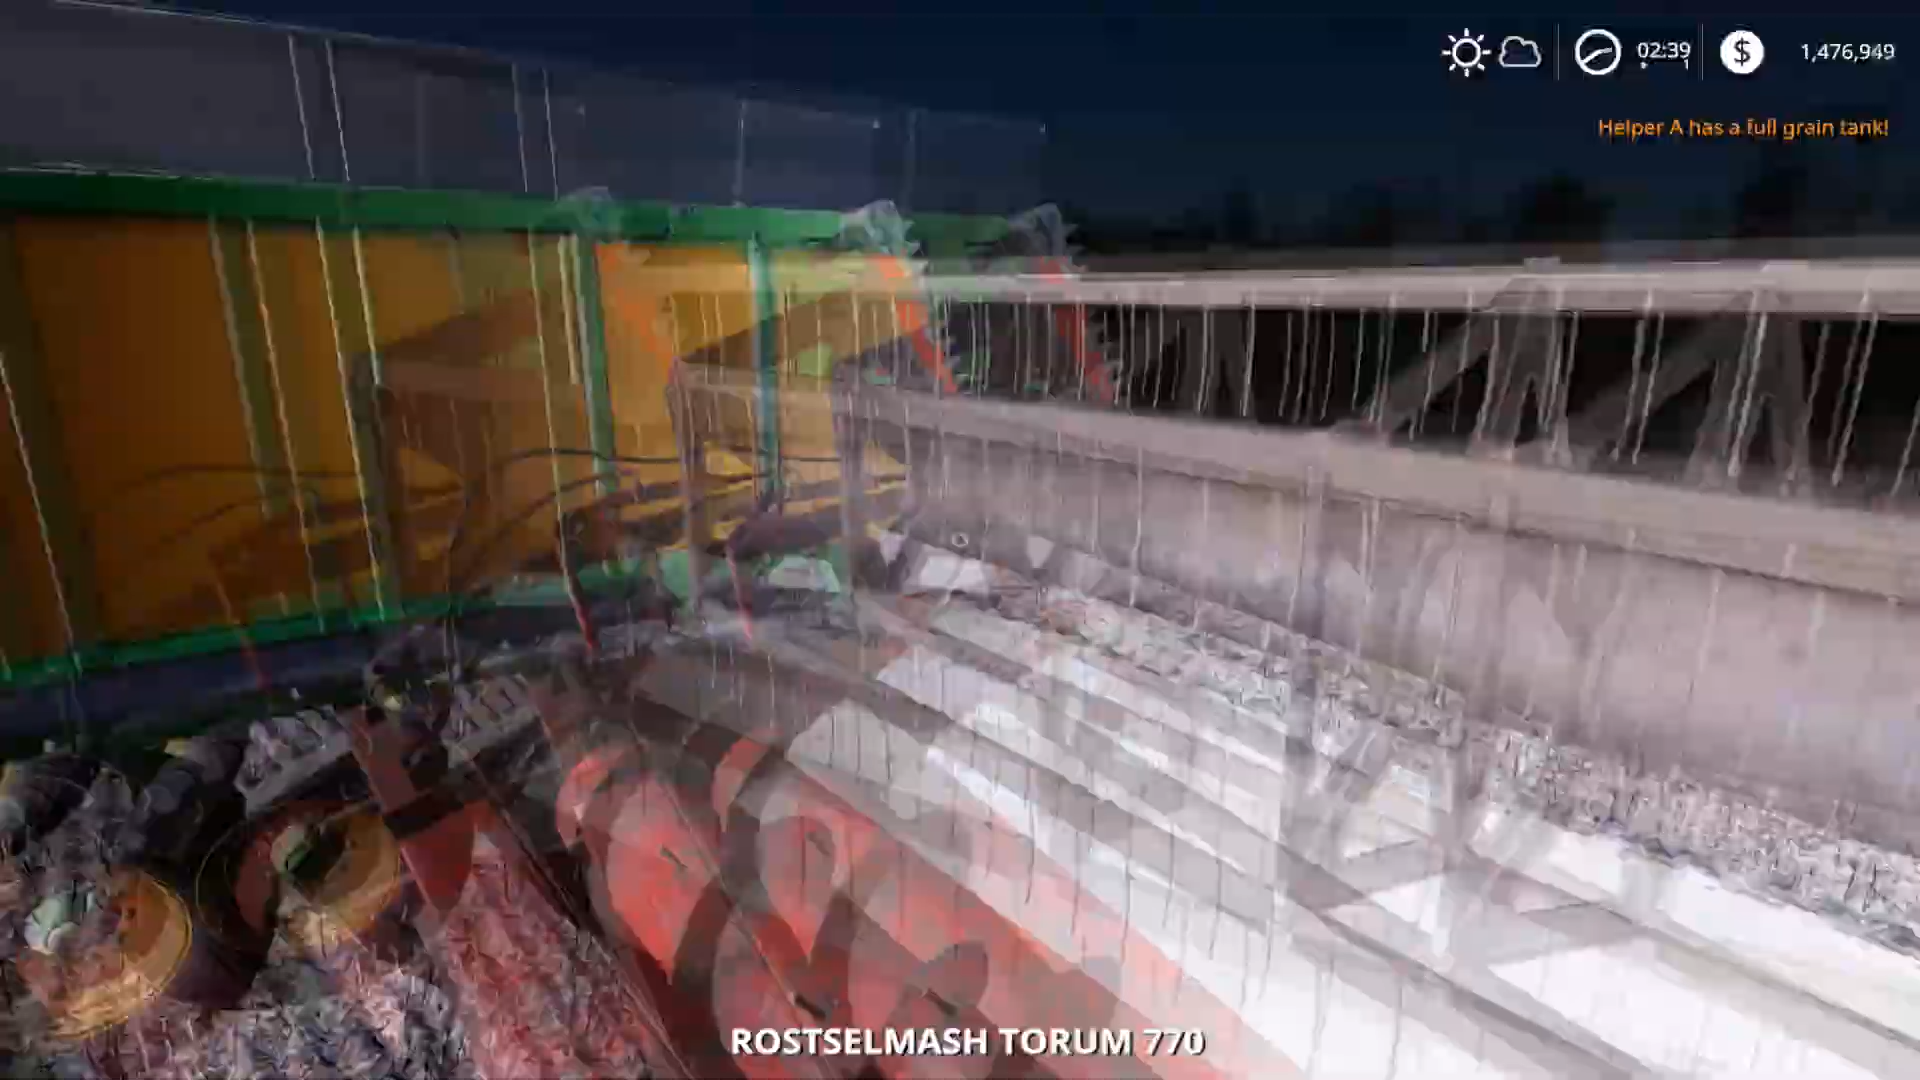 02:39
1,476,949
Helper A has a full grain tank!
ROSTSELMASH TORUM 770